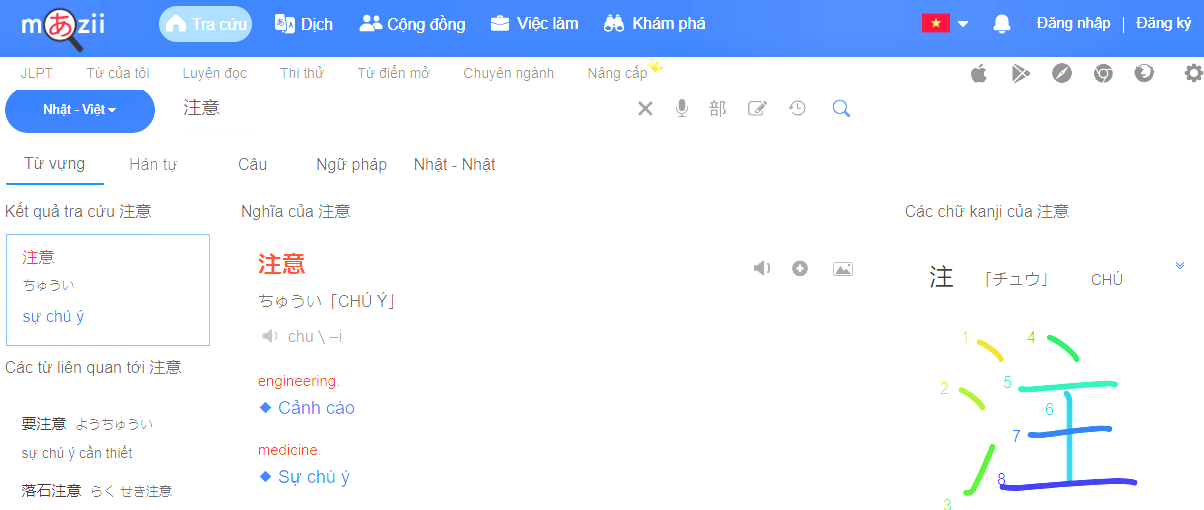 mあzii Tra cứu Dịch Cộng đồng Việc làm Khám phá Đăng nhập | Đăng ký
JLPT Từ của tôi Luyện đọc Thi thử Từ điển mở Chuyên ngành Nâng cấp
Nhật - Việt 注意 部
Từ vựng Hán tự Câu Ngữ pháp Nhật - Nhật
Kết quả tra cứu 注意
注意
ちゅうい
sự chú ý
Các từ liên quan tới 注意
要注意 ようちゅうい
sự chú ý cần thiết
落石注意 らく せき注意
Nghĩa của 注意
注意
ちゅうい「CHÚ Ý」
chu \ –i
engineering.
◆ Cảnh cáo
medicine.
◆ Sự chú ý
Các chữ kanji của 注意
注 「チュウ」 CHÚ
注
1
2
3
4
5
6
7
8